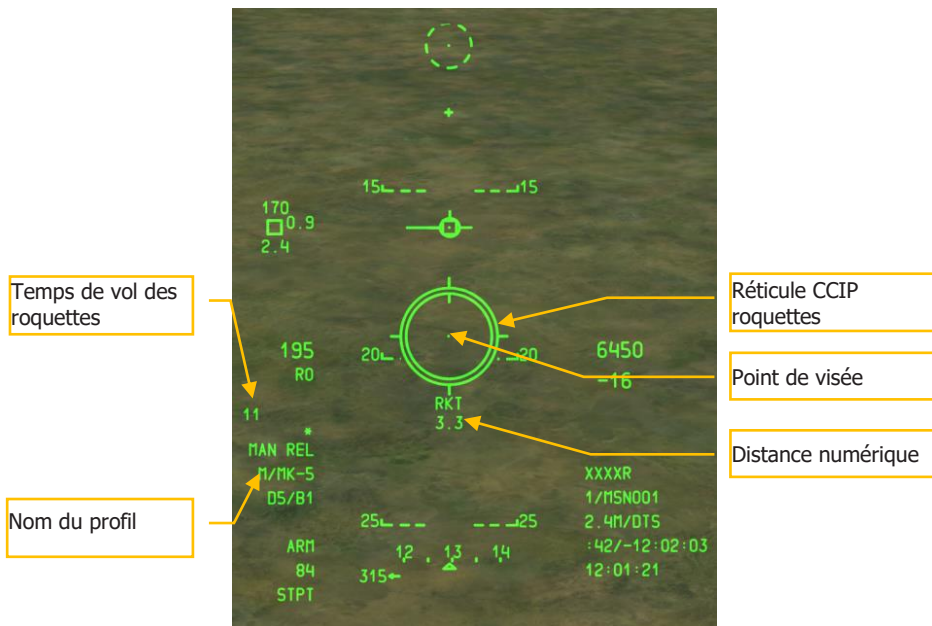 15 15
170
0.9
2.4
Temps de vol des
roquettes
Réticule CCIP
roquettes
195
20 20
6450
RO
-16
Point de visée
RKT
11
3.3
*
MAN REL
Distance numérique
M/MK-5
XXXXR
D5/B1
1/MSN001
Nom du profil
25 25
2.4M/DTS
ARM
12 13 14
:42/-12:02:03
84
315←
12:01:21
STPT